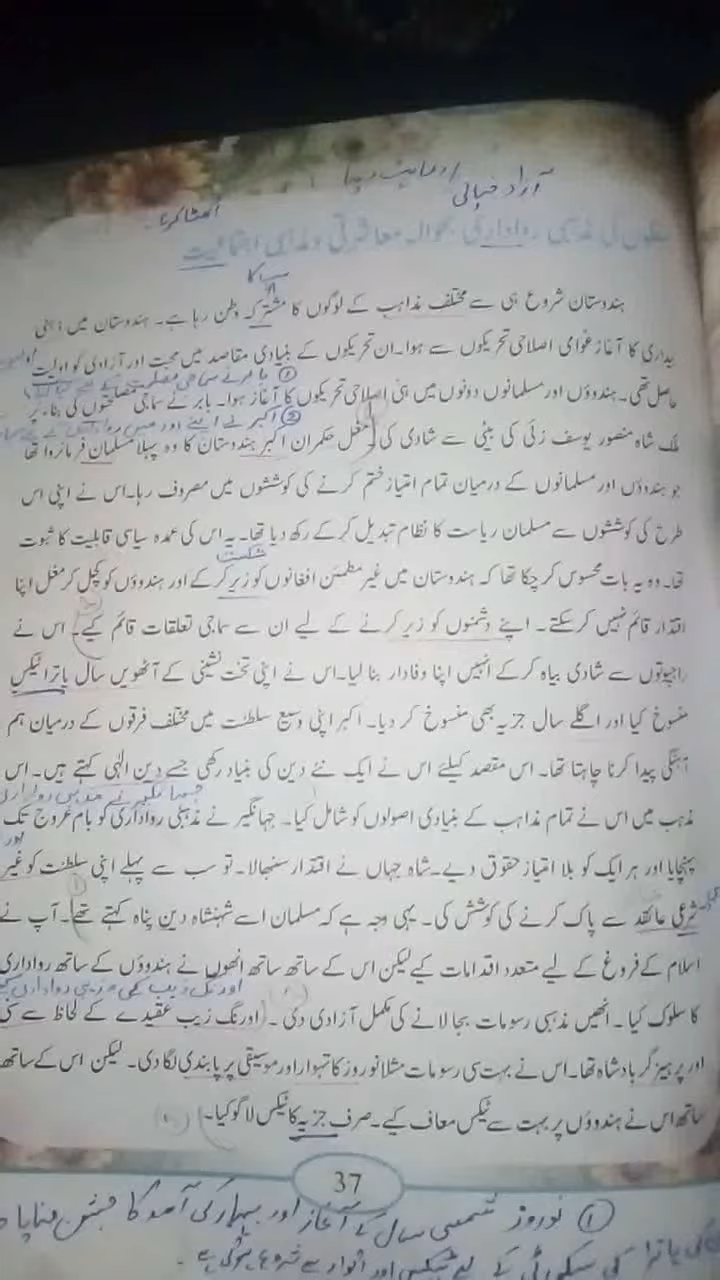 آزاد خیالی
اکٹھا کرنا
مغلوں کی مذہبی رواداری بحوالہ معاشرتی و مذہبی اجتماعیت
سب کا
ہندوستان شروع ہی سے مختلف مذاہب کے لوگوں کا مشترکہ وطن رہا ہے۔ ہندوستان میں ذہنی
بیداری کا آغاز عوامی اصلاحی تحریکوں سے ہوا۔ ان تحریکوں کے بنیادی مقاصد میں محبت اور آزادی کو اولیت
حاصل تھی۔ ہندوؤں اور مسلمانوں دونوں میں ہی اصلاحی تحریکوں کا آغاز ہوا۔ بابر نے سماجی مصلحتوں کی بناء پر
ملک شاہ منصور یوسف زئی کی بیٹی سے شادی کی۔ مغل حکمران اکبر ہندوستان کا وہ پہلا مسلمان فرمانروا تھا
جو ہندوؤں اور مسلمانوں کے درمیان تمام امتیاز ختم کرنے کی کوششوں میں مصروف رہا۔ اس نے اپنی اس
طرح کی کوششوں سے مسلمان ریاست کا نظام تبدیل کر کے رکھ دیا تھا۔ یہ اس کی عمدہ سیاسی قابلیت کا ثبوت
شکست
تھا۔ وہ یہ بات محسوس کر چکا تھا کہ ہندوستان میں غیر مطمئن افغانوں کو زیر کر کے اور ہندوؤں کو کچل کر مغل اپنا
اقتدار قائم نہیں کر سکتے۔ اپنے دشمنوں کو زیر کرنے کے لیے ان سے سماجی تعلقات قائم کیے۔ اس نے
راجپوتوں سے شادی بیاہ کر کے انہیں اپنا وفادار بنا لیا۔ اس نے اپنی تخت نشینی کے آٹھویں سال یاترا ٹیکس
منسوخ کیا اور اگلے سال جزیہ بھی منسوخ کر دیا۔ اکبر اپنی وسیع سلطنت میں مختلف فرقوں کے درمیان ہم
آہنگی پیدا کرنا چاہتا تھا۔ اس مقصد کیلئے اس نے ایک نئے دین کی بنیاد رکھی جسے دین الٰہی کہتے ہیں۔ اس
مذہب میں اس نے تمام مذاہب کے بنیادی اصولوں کو شامل کیا۔ جہانگیر نے مذہبی رواداری کو بام عروج تک
پہنچایا اور ہر ایک کو بلا امتیاز حقوق دیے۔ شاہ جہاں نے اقتدار سنبھالا۔ تو سب سے پہلے اپنی سلطنت کو غیر
شرعی عائقد سے پاک کرنے کی کوشش کی۔ یہی وجہ ہے کہ مسلمان اسے شہنشاہ دین پناہ کہتے تھے۔ آپ نے
اسلام کے فروغ کے لیے متعدد اقدامات کیے لیکن اس کے ساتھ ساتھ انھوں نے ہندوؤں کے ساتھ رواداری
کا سلوک کیا۔ انھیں مذہبی رسومات بجا لانے کی مکمل آزادی دی۔ اورنگ زیب عقیدے کے لحاظ سے سنی
اور پرہیز گر بادشاہ تھا۔ اس نے بہت سی رسومات مثلا نوروز کا تہوار اور موسیقی پر پابندی لگا دی۔ لیکن اس کے ساتھ
ساتھ اس نے ہندوؤں پر بہت سے ٹیکس معاف کیے۔ صرف جزیہ کا ٹیکس لاگو کیا۔
37
① نوروز شمسی سال کے آغاز اور بہار کی آمد کا جشن منایا